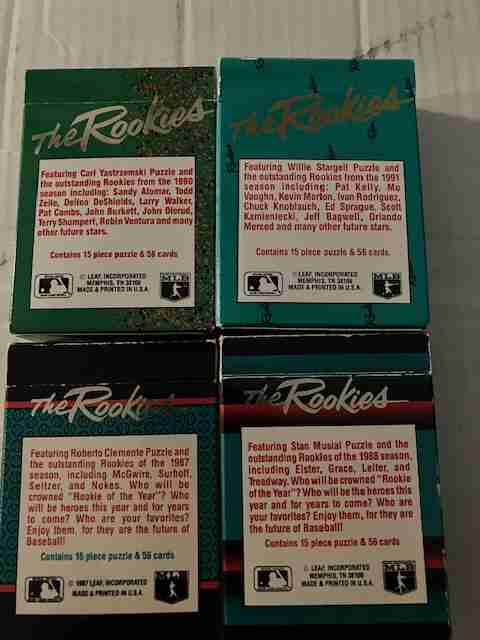 The Rookies
Featuring Carl Yastrzemski Puzzle and
the outstanding Rookies from the 1990
season including: Sandy Alomar, Todd
Zeile, Delino DeShields, Larry Walker,
Pat Combs, John Burkett, John Olerud,
Terry Shumpert, Robin Ventura and many
other future stars.
Contains 15 piece puzzle & 56 cards
© LEAF, INCORPORATED
MEMPHIS, TN 38108
MADE & PRINTED IN U.S.A.
MLB
The Rookies
Featuring Willie Stargell Puzzle and
the outstanding Rookies from the 1991
season including: Pat Kelly, Mo
Vaughn, Kevin Morton, Ivan Rodriguez,
Chuck Knoblauch, Ed Sprague, Scott
Kamieniecki, Jeff Bagwell, Orlando
Merced and many other future stars.
Contains 15 piece puzzle & 56 cards
© LEAF, INCORPORATED
MEMPHIS, TN 38108
MADE & PRINTED IN U.S.A.
MLB
The Rookies
Featuring Roberto Clemente Puzzle and
the outstanding Rookies of the 1987
season, including McGwire, Surhoff,
Seitzer, and Nokes. Who will be
crowned "Rookie of the Year"? Who
will be heroes this year and for years
to come? Who are your favorites?
Enjoy them, for they are the future of
Baseball!
Contains 15 piece puzzle & 56 cards
© 1987 LEAF, INCORPORATED
MADE & PRINTED IN U.S.A.
MLB
The Rookies
Featuring Stan Musial Puzzle and the
outstanding Rookies of the 1988 season,
including Elster, Grace, Leiter, and
Treadway. Who will be crowned "Rookie
of the Year"? Who will be the heroes this
year and for years to come? Who are
your favorites? Enjoy them, for they are
the future of Baseball!
Contains 15 piece puzzle & 56 cards
© LEAF, INCORPORATED
MEMPHIS, TN 38108
MADE & PRINTED IN U.S.A.
MLB